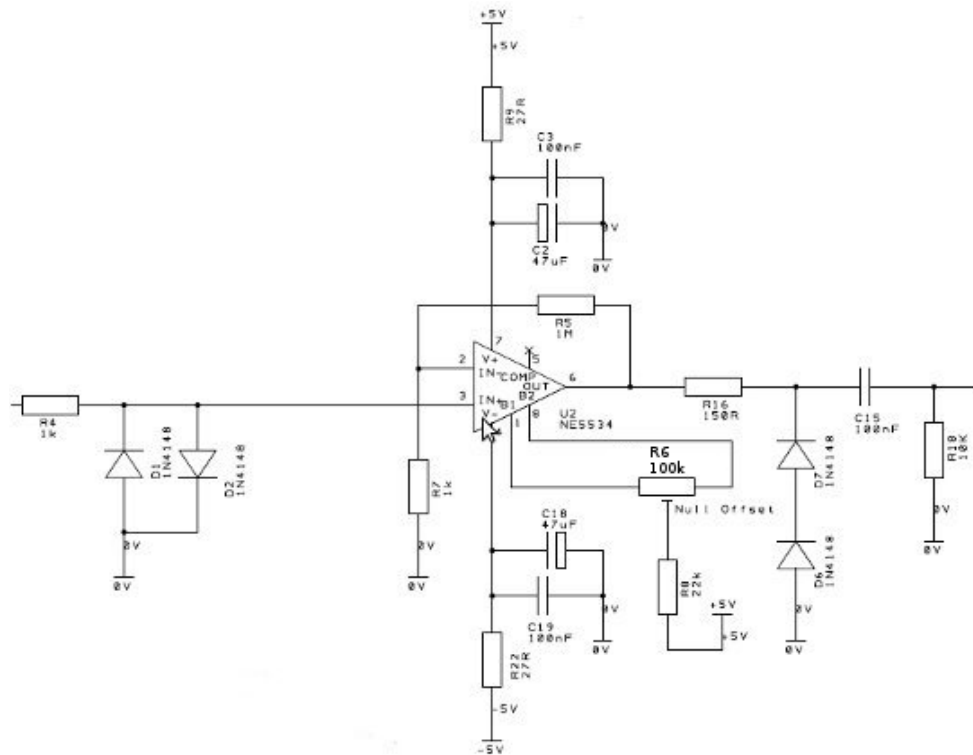 +5V
+5V
R9
27R
C3
100nF
0V
C2
47uF
0V
R5
1M
7
2
V+
IN-
5
COMP
OUT
6
3
IN+
B2
B1
V-
1
8
U2
NE5534
R4
1k
D1
1N4148
D2
1N4148
0V
0V
R7
1k
0V
0V
R6
100k
Null Offset
R16
150R
C15
100nF
R18
10K
0V
0V
D7
1N4148
D6
1N4148
0V
0V
C18
47uF
0V
C19
100nF
0V
R8
22k
+5V
+5V
R22
27R
-5V
-5V